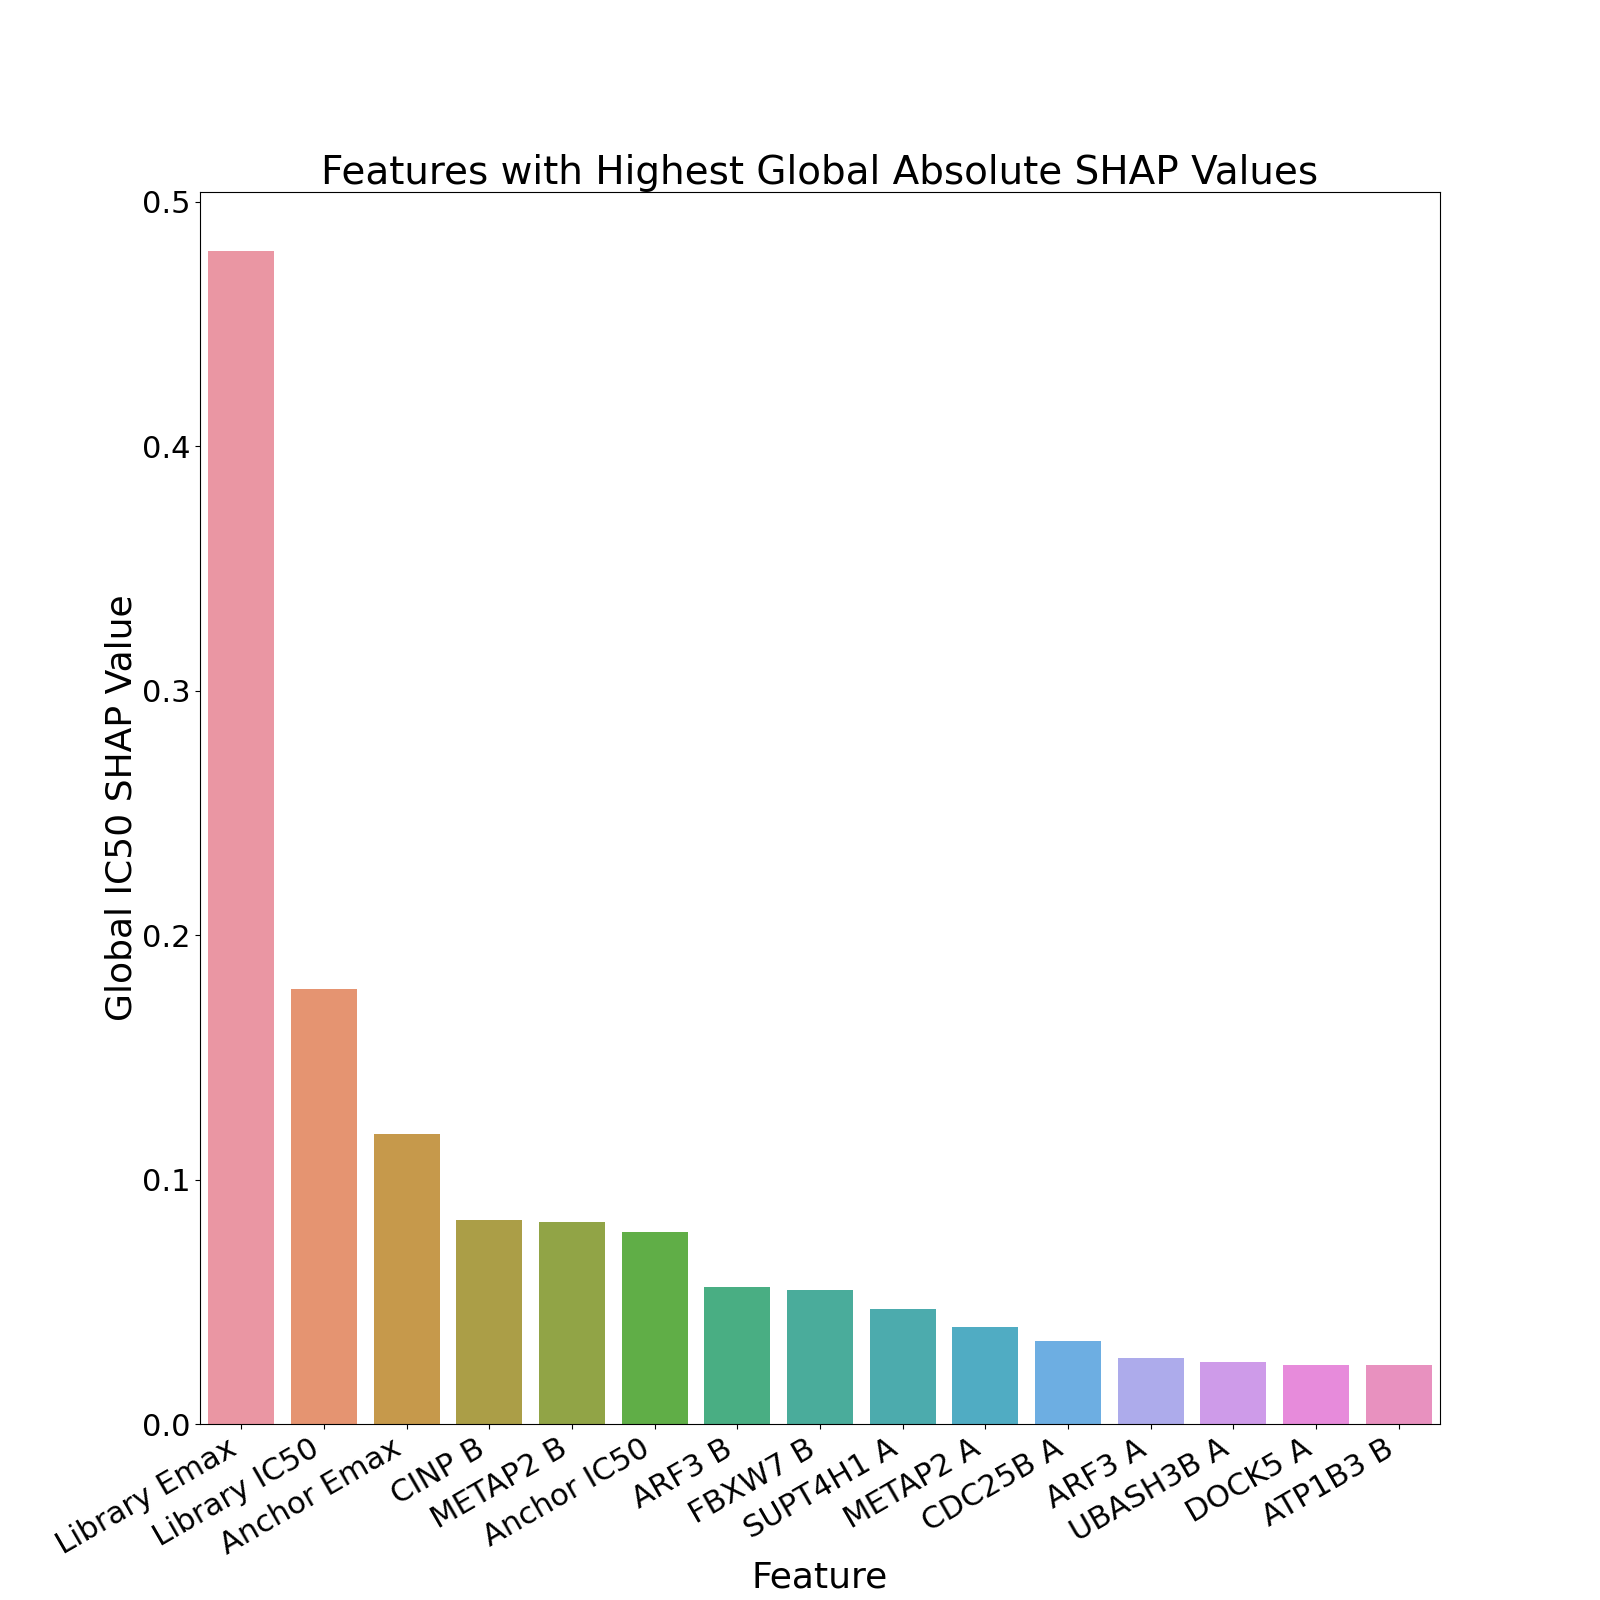 Features with Highest Global Absolute SHAP Values
Global IC50 SHAP Value
0.5
0.4
0.3
0.2
0.1
0.0
Library Emax
Library IC50
Anchor Emax
CINP B
METAP2 B
Anchor IC50
ARF3 B
FBXW7 B
SUPT4H1 A
METAP2 A
CDC25B A
ARF3 A
UBASH3B A
DOCK5 A
ATP1B3 B
Feature